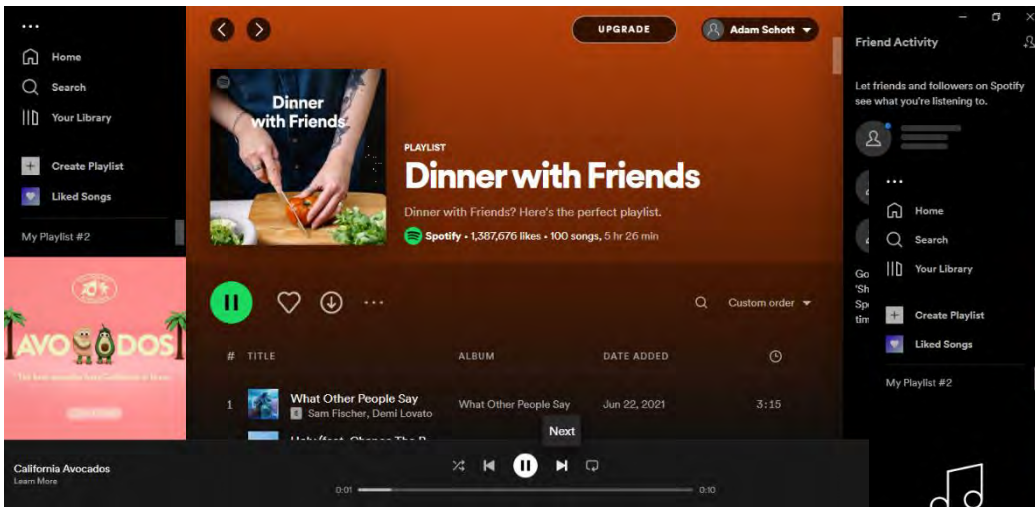 Home
Search
Your Library
Create Playlist
Liked Songs
My Playlist #2
AVOCADOS
California Avocados
Learn More
UPGRADE
Adam Schott
Dinner
with Friends
PLAYLIST
Dinner with Friends
Dinner with Friends? Here's the perfect playlist.
Spotify • 1,387,676 likes • 100 songs, 5 hr 26 min
Custom order
# TITLE ALBUM DATE ADDED
1 What Other People Say What Other People Say Jun 22, 2021 3:15
E Sam Fischer, Demi Lovato
Next
0:01 0:10
Friend Activity
Let friends and followers on Spotify
see what you're listening to.
Go
'Sh
Sp
tim
Home
Search
Your Library
Create Playlist
Liked Songs
My Playlist #2